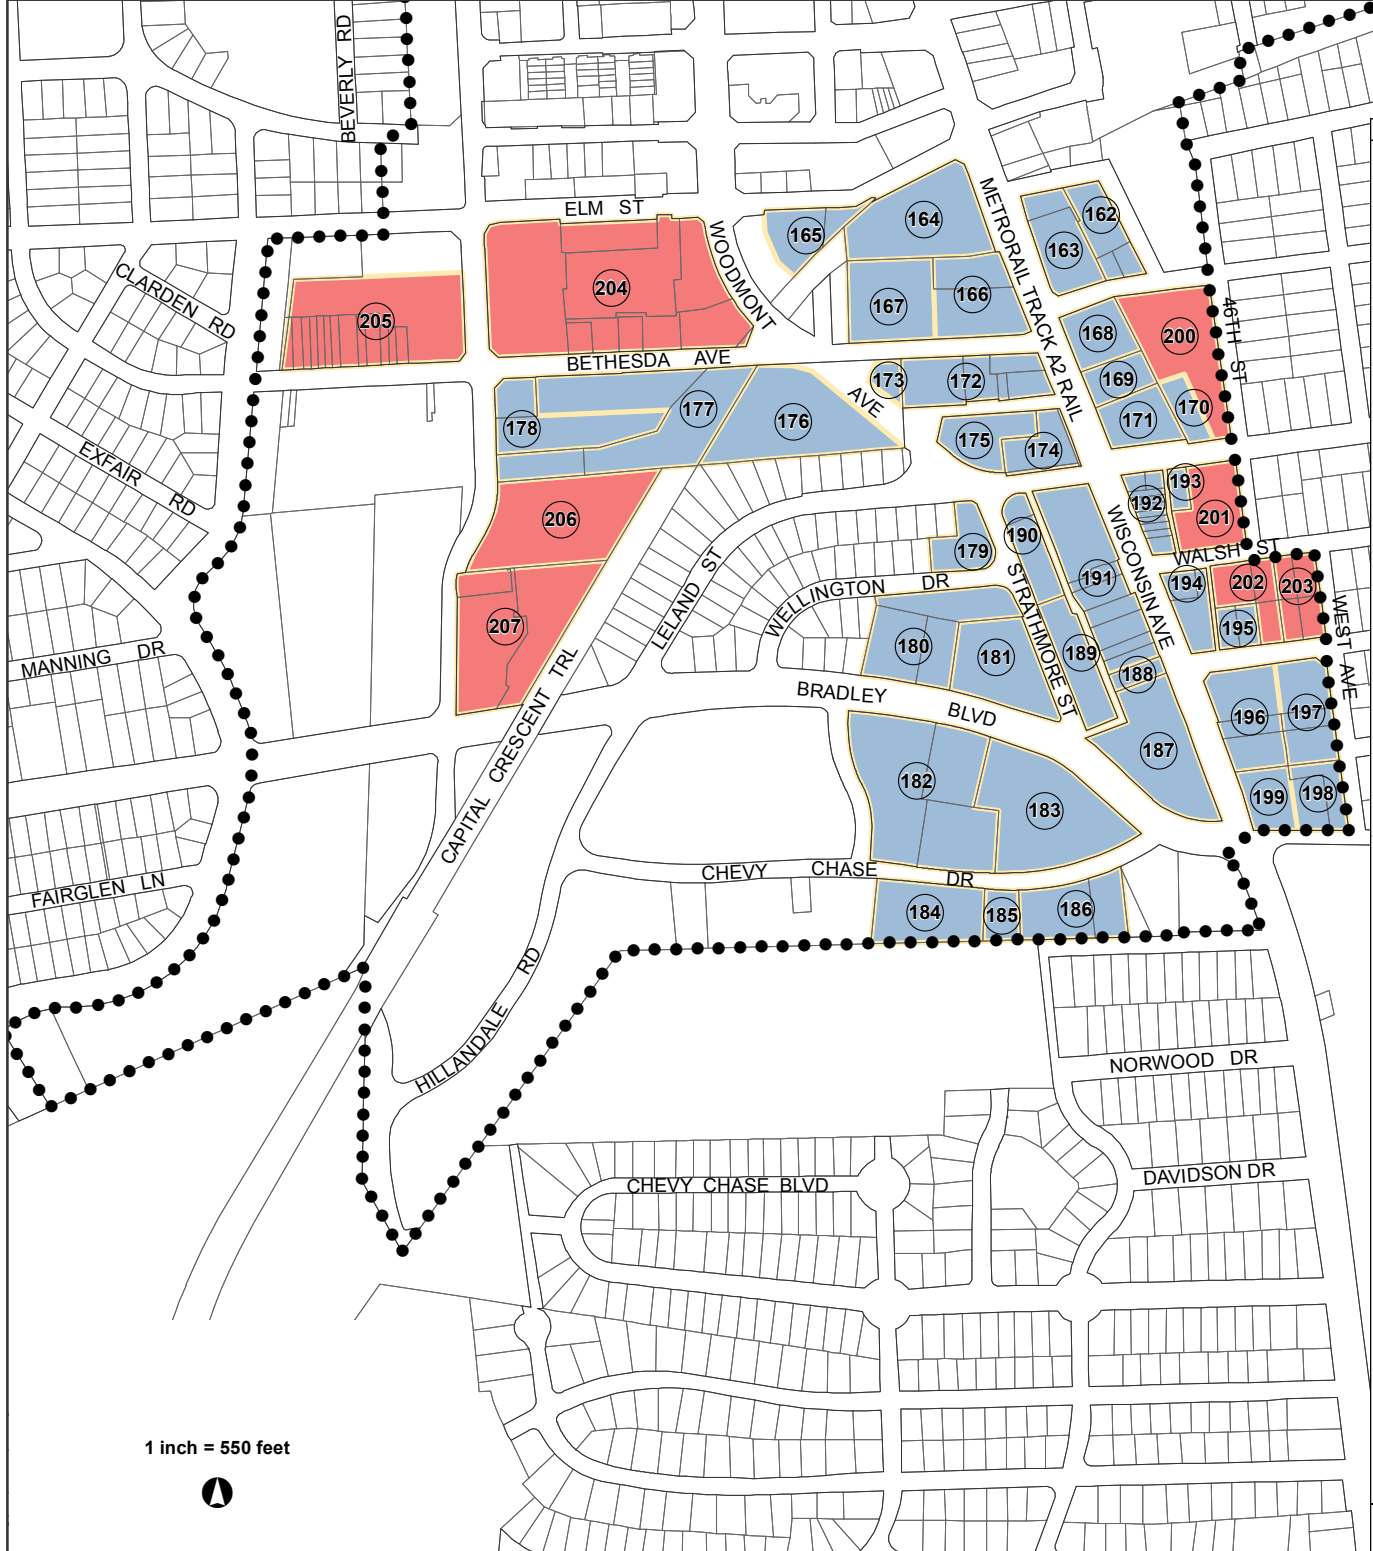 BEVERLY RD
ELM ST
METRORAIL TRACK A2 RAIL
WOODMONT
AVE
162
163
164
165
166
167
CLARDEN RD
204
205
46TH ST
200
168
169
170
171
BETHESDA AVE
172
173
174
175
176
177
178
EXFAIR RD
206
207
192
193
201
WISCONSIN AVE
WALSH ST
LELAND ST
WELLINGTON DR
179
190
191
194
202
203
195
WEST AVE
STRATHMORE ST
180
181
189
188
MANNING DR
BRADLEY BLVD
CAPITAL CRESCENT TRL
196
197
187
182
183
199
198
CHEVY CHASE DR
FAIRGLEN LN
184
185
186
HILLANDALE RD
NORWOOD DR
DAVIDSON DR
CHEVY CHASE BLVD
1 inch = 550 feet